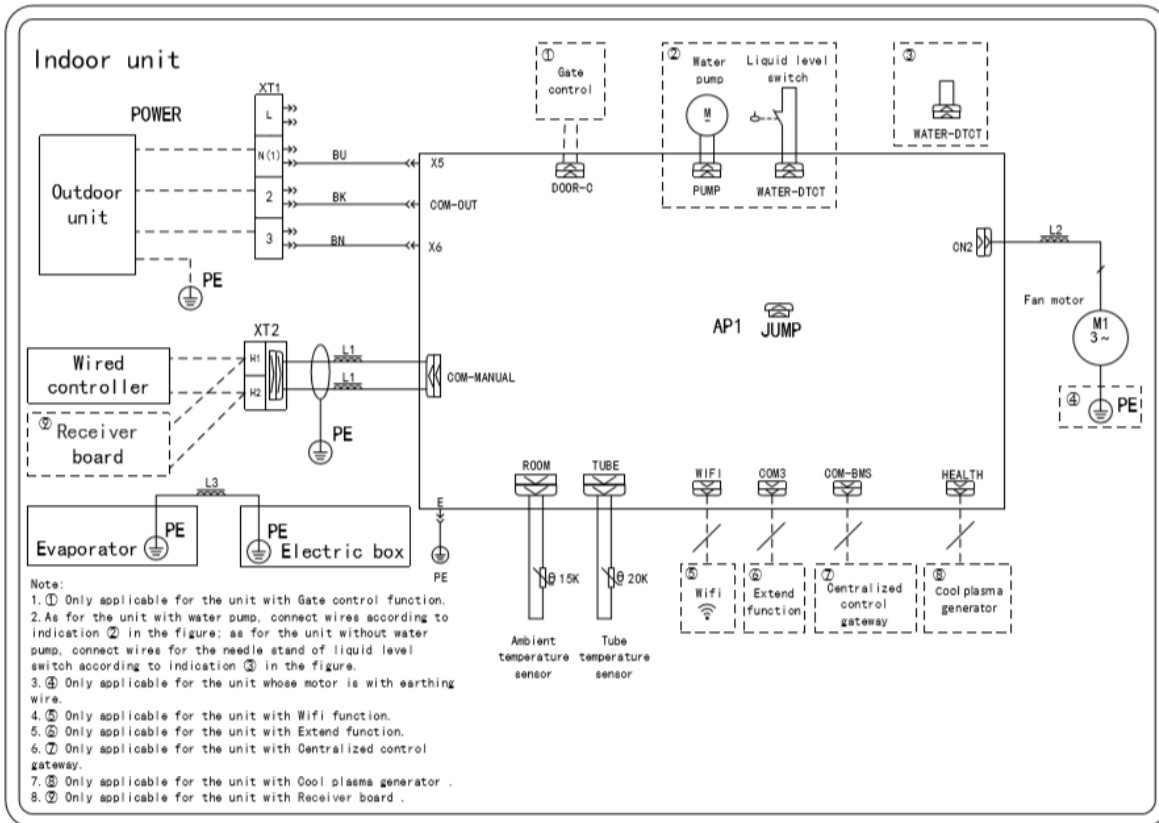 Indoor unit
POWER
XT1
L
N(1)
2
3
BU
BK
BN
X5
COM-OUT
X6
Outdoor
unit
PE
①
Gate
control
DOOR-C
②
Water
pump
Liquid level
switch
M
PUMP
WATER-DTCT
③
WATER-DTCT
CN2
L2
Fan motor
M1
3~
④
PE
AP1
JUMP
XT2
H1
H2
L1
L1
COM-MANUAL
PE
Wired
controller
⑨
Receiver
board
L3
PE
Evaporator
PE
Electric box
E
PE
ROOM
TUBE
WIFI
COM3
COM-BMS
HEALTH
θ 15K
θ 20K
Ambient
temperature
sensor
Tube
temperature
sensor
⑤
Wifi
⑥
Extend
function
⑦
Centralized
control
gateway
⑧
Cool plasma
generator
Note:
1. ① Only applicable for the unit with Gate control function.
2. As for the unit with water pump, connect wires according to
indication ② in the figure; as for the unit without water
pump, connect wires for the needle stand of liquid level
switch according to indication ③ in the figure.
3. ④ Only applicable for the unit whose motor is with earthing
wire.
4. ⑤ Only applicable for the unit with Wifi function.
5. ⑥ Only applicable for the unit with Extend function.
6. ⑦ Only applicable for the unit with Centralized control
gateway.
7. ⑧ Only applicable for the unit with Cool plasma generator .
8. ⑨ Only applicable for the unit with Receiver board .